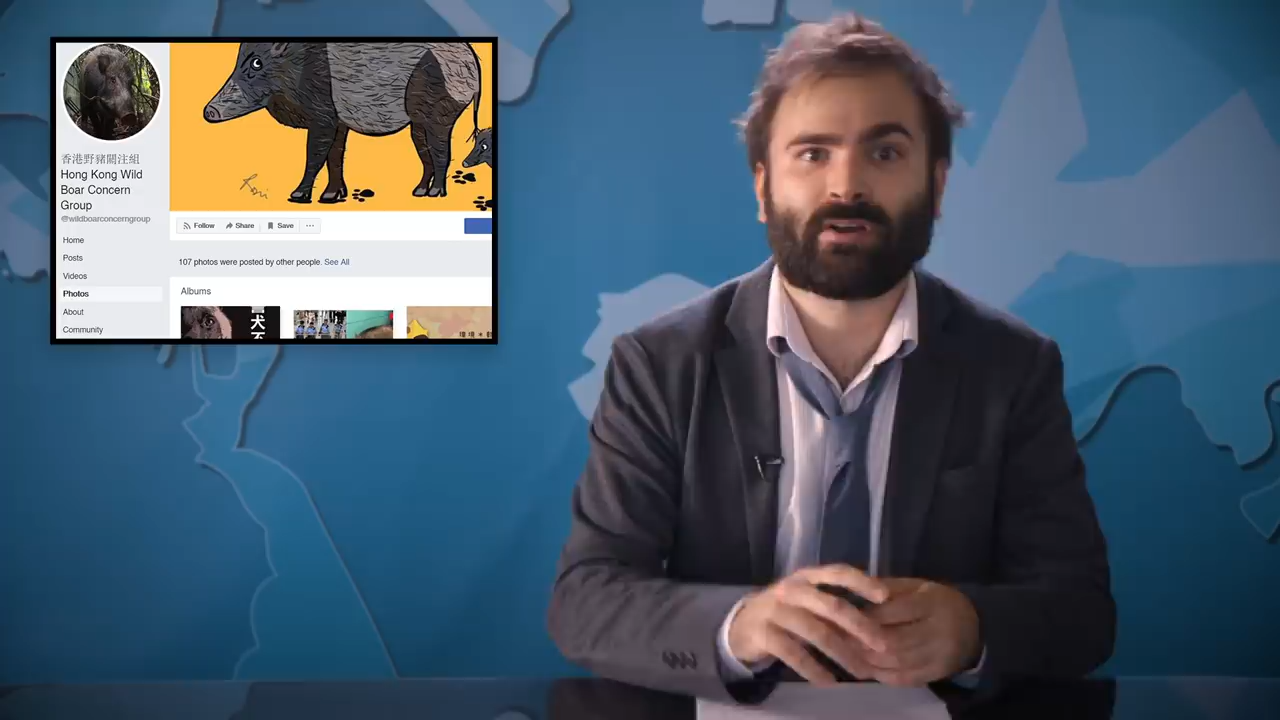 香港野豬關注組
Hong Kong Wild
Boar Concern
Group
@wildboarconcerngroup
Home
Posts
Videos
Photos
About
Community
Follow
Share
Save
107 photos were posted by other people. See All
Albums